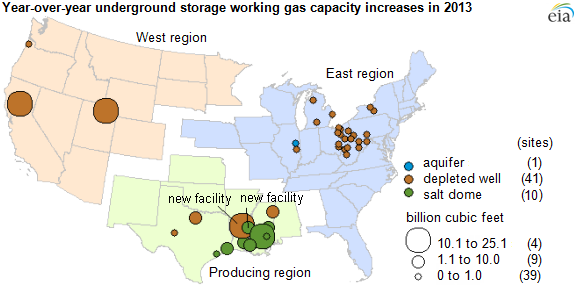 Year-over-year underground storage working gas capacity increases in 2013
eia
West region
East region
(sites)
aquifer (1)
depleted well (41)
salt dome (10)
new facility
new facility
billion cubic feet
10.1 to 25.1 (4)
1.1 to 10.0 (9)
0 to 1.0 (39)
Producing region